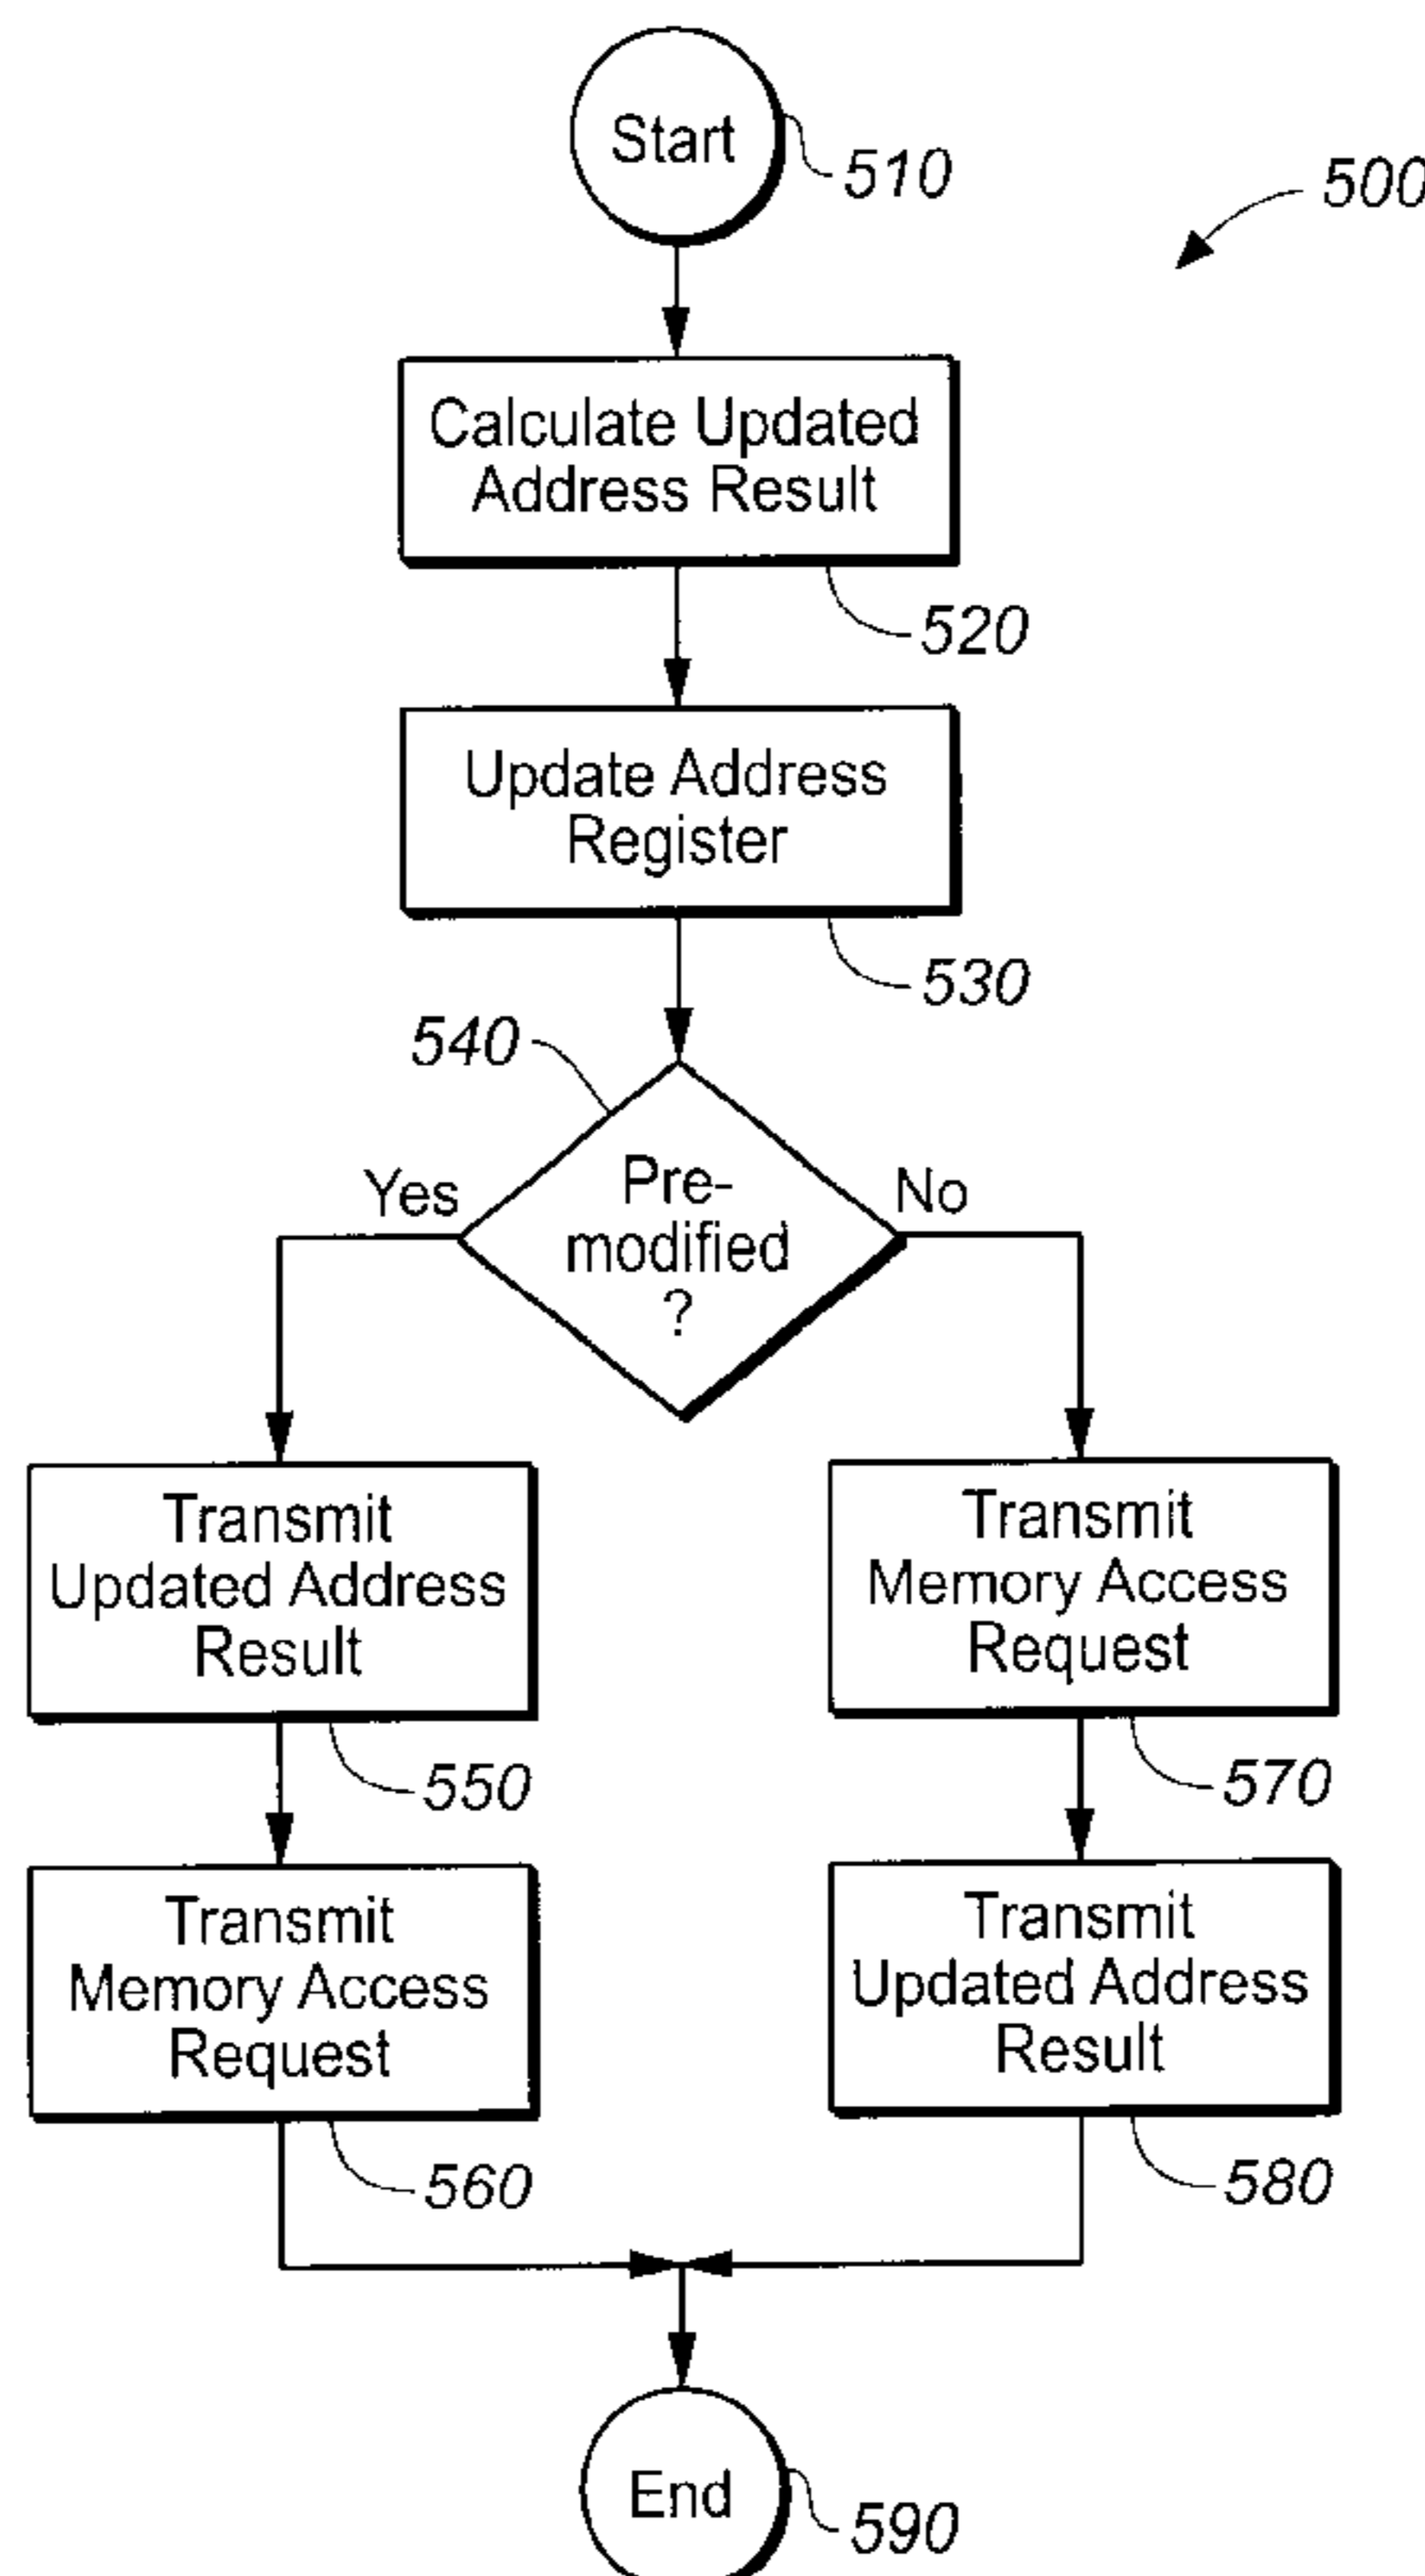 Start
510
500
Calculate Updated
Address Result
520
Update Address
Register
530
540
Yes
Pre-
modified
?
No
Transmit
Updated Address
Result
550
Transmit
Memory Access
Request
570
Transmit
Memory Access
Request
560
Transmit
Updated Address
Result
580
End
590